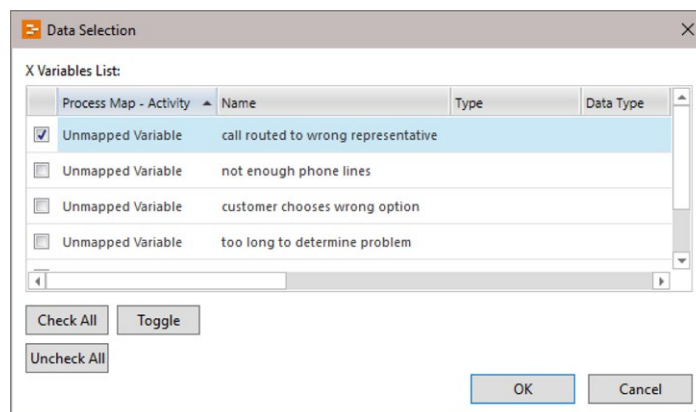 Data Selection
X Variables List:
Process Map - Activity Name Type Data Type
Unmapped Variable call routed to wrong representative
Unmapped Variable not enough phone lines
Unmapped Variable customer chooses wrong option
Unmapped Variable too long to determine problem
Check All Toggle
Uncheck All
OK Cancel